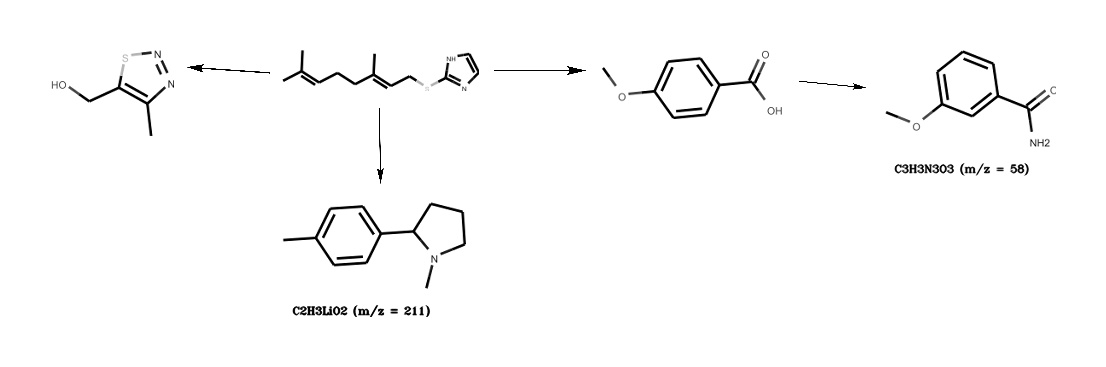 HO
S
N
N
S
NH
N
O
O
OH
O
O
NH2
C3H3N3O3 (m/z = 58)
N
C2H3LiO2 (m/z = 211)